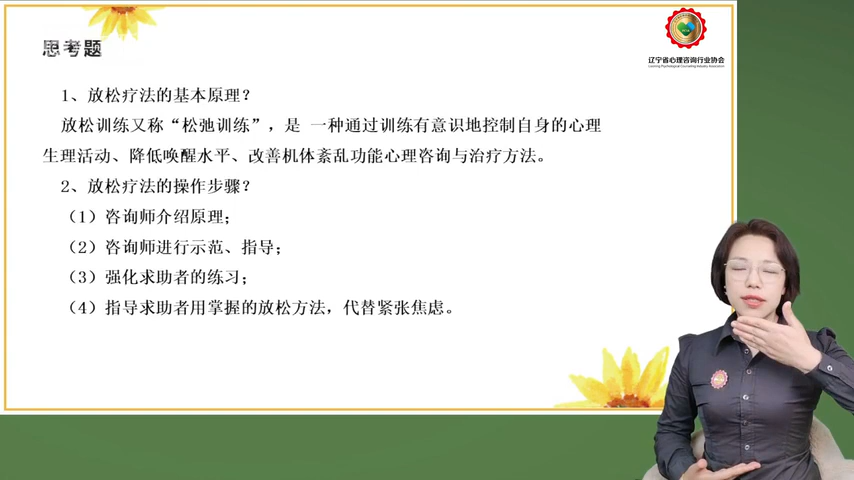 思考题
辽宁省心理咨询行业协会
1、放松疗法的基本原理？
放松训练又称“松弛训练”，是 一种通过训练有意识地控制自身的心理
生理活动、降低唤醒水平、改善机体紊乱功能心理咨询与治疗方法。
2、放松疗法的操作步骤？
（1）咨询师介绍原理；
（2）咨询师进行示范、指导；
（3）强化求助者的练习；
（4）指导求助者用掌握的放松方法，代替紧张焦虑。